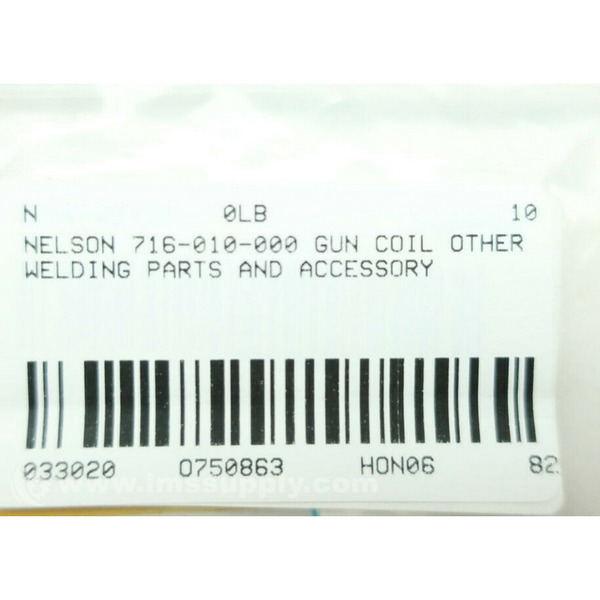 N 0LB 10
NELSON 716-010-000 GUN COIL OTHER
WELDING PARTS AND ACCESSORY
033020 0750863 HON06 82
www.imssupply.com